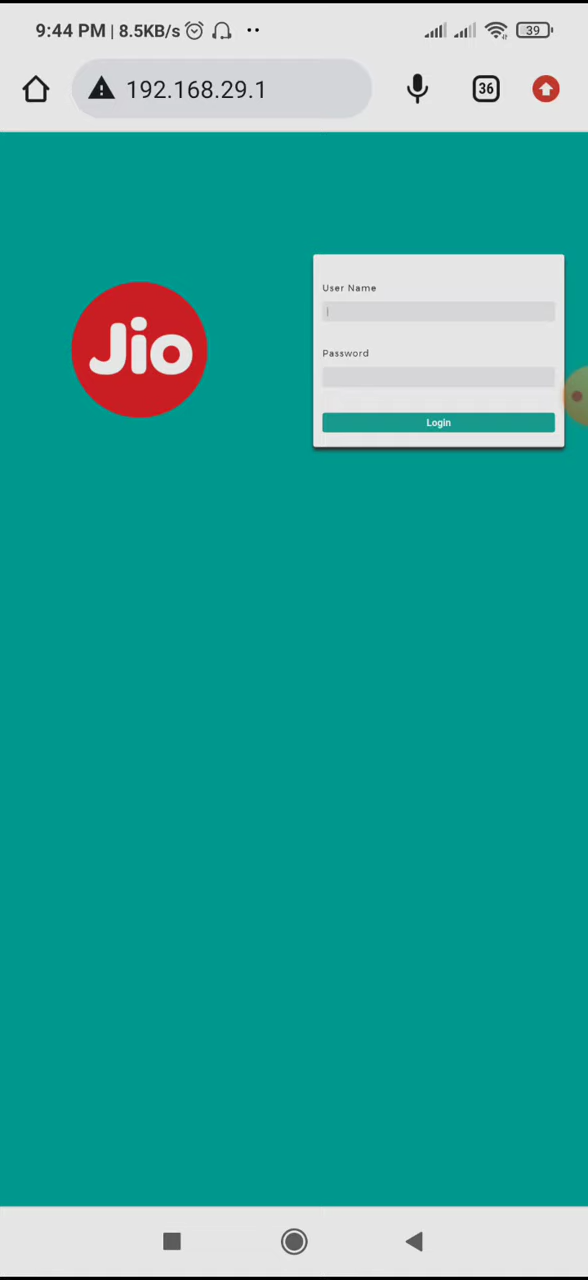 9:44 PM | 8.5KB/s
39
192.168.29.1
36
Jio
User Name
Password
Login